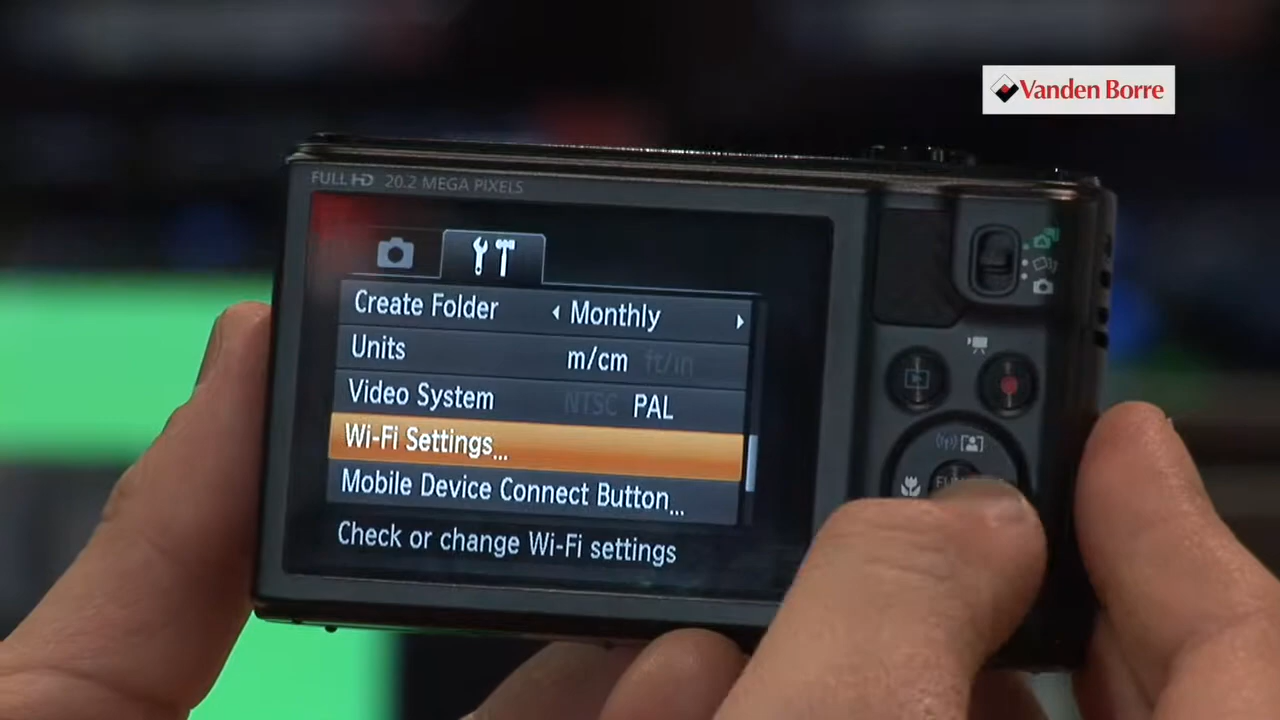 Vanden Borre
FULL HD 20.2 MEGA PIXELS
Create Folder Monthly
Units m/cm ft/in
Video System NTSC PAL
Wi-Fi Settings...
Mobile Device Connect Button...
Check or change Wi-Fi settings